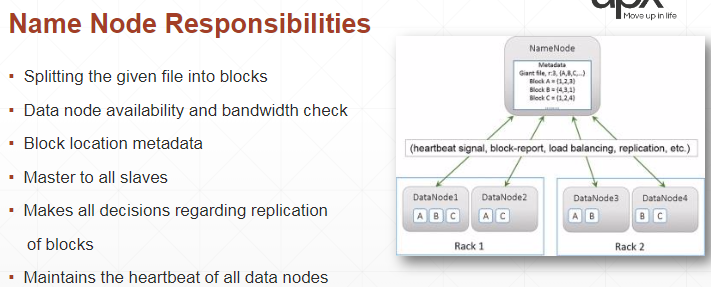 Name Node Responsibilities
Move up in life
Splitting the given file into blocks
Data node availability and bandwidth check
Block location metadata
Master to all slaves
Makes all decisions regarding replication
of blocks
Maintains the heartbeat of all data nodes
NameNode
Metadata
Giant file, r:3, {A,B,C,...}
Block A = {1,2,3}
Block B = {4,3,1}
Block C = {1,2,4}
(heartbeat signal, block-report, load balancing, replication, etc.)
DataNode1
A B C
DataNode2
A C
Rack 1
DataNode3
A B
DataNode4
B C
Rack 2